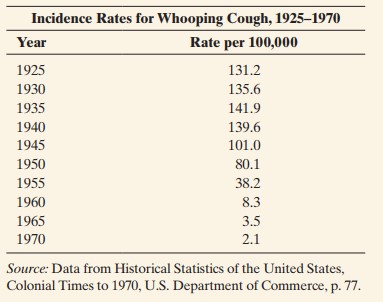 Incidence Rates for Whooping Cough, 1925–1970
Year Rate per 100,000
1925 131.2
1930 135.6
1935 141.9
1940 139.6
1945 101.0
1950 80.1
1955 38.2
1960 8.3
1965 3.5
1970 2.1
Source: Data from Historical Statistics of the United States,
Colonial Times to 1970, U.S. Department of Commerce, p. 77.